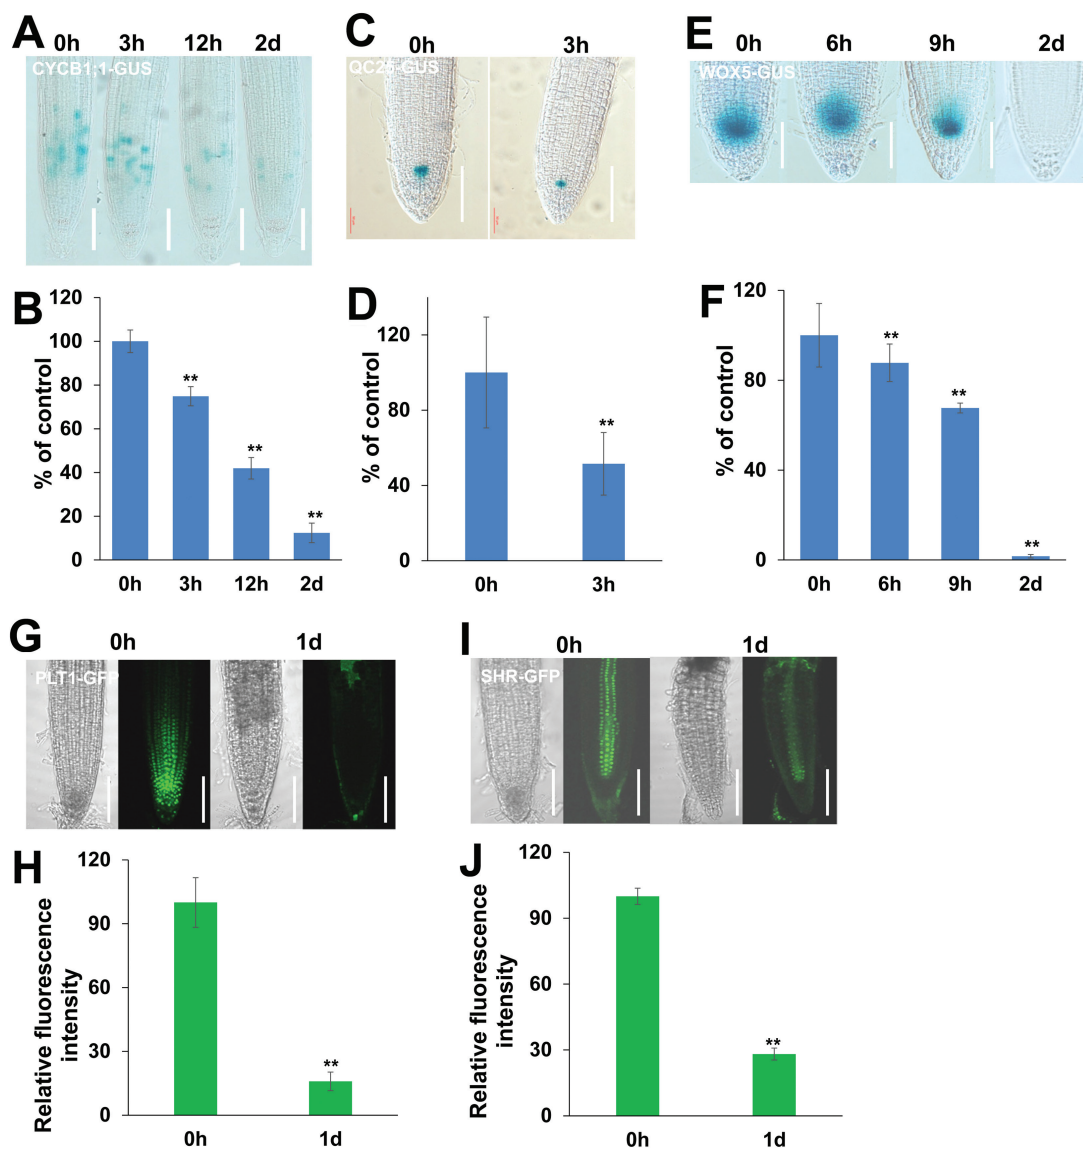 A
0h 3h 12h 2d
CYCB1;1-GUS
C
0h 3h
QC25-GUS
E
0h 6h 9h 2d
WOX5-GUS
B
% of control
120
100
80
60
40
20
0
** ** **
0h 3h 12h 2d
D
% of control
120
80
40
0
**
0h 3h
F
% of control
120
80
40
0
** ** **
0h 6h 9h 2d
G
0h 1d
PLT1-GFP
I
0h 1d
SHR-GFP
H
Relative fluorescence
intensity
120
90
60
30
0
**
0h 1d
J
Relative fluorescence
intensity
120
90
60
30
0
**
0h 1d